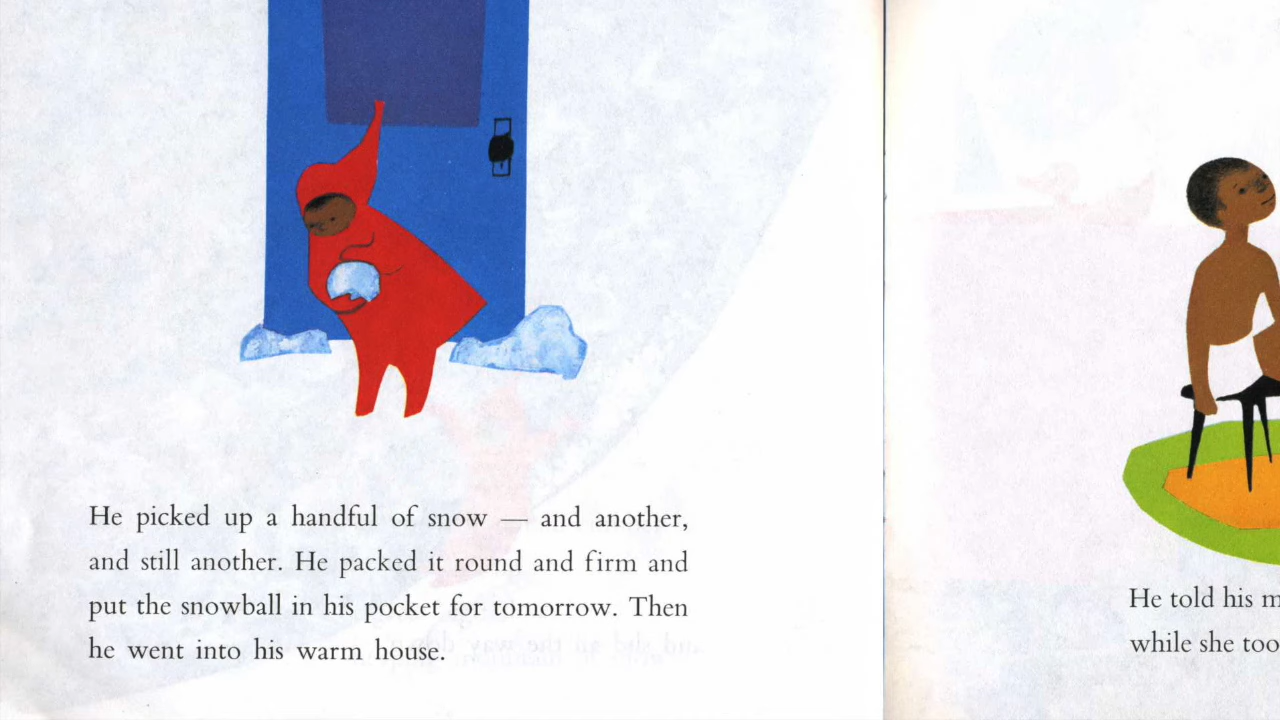 He picked up a handful of snow — and another,
and still another. He packed it round and firm and
put the snowball in his pocket for tomorrow. Then
he went into his warm house.
He told his m
while she too